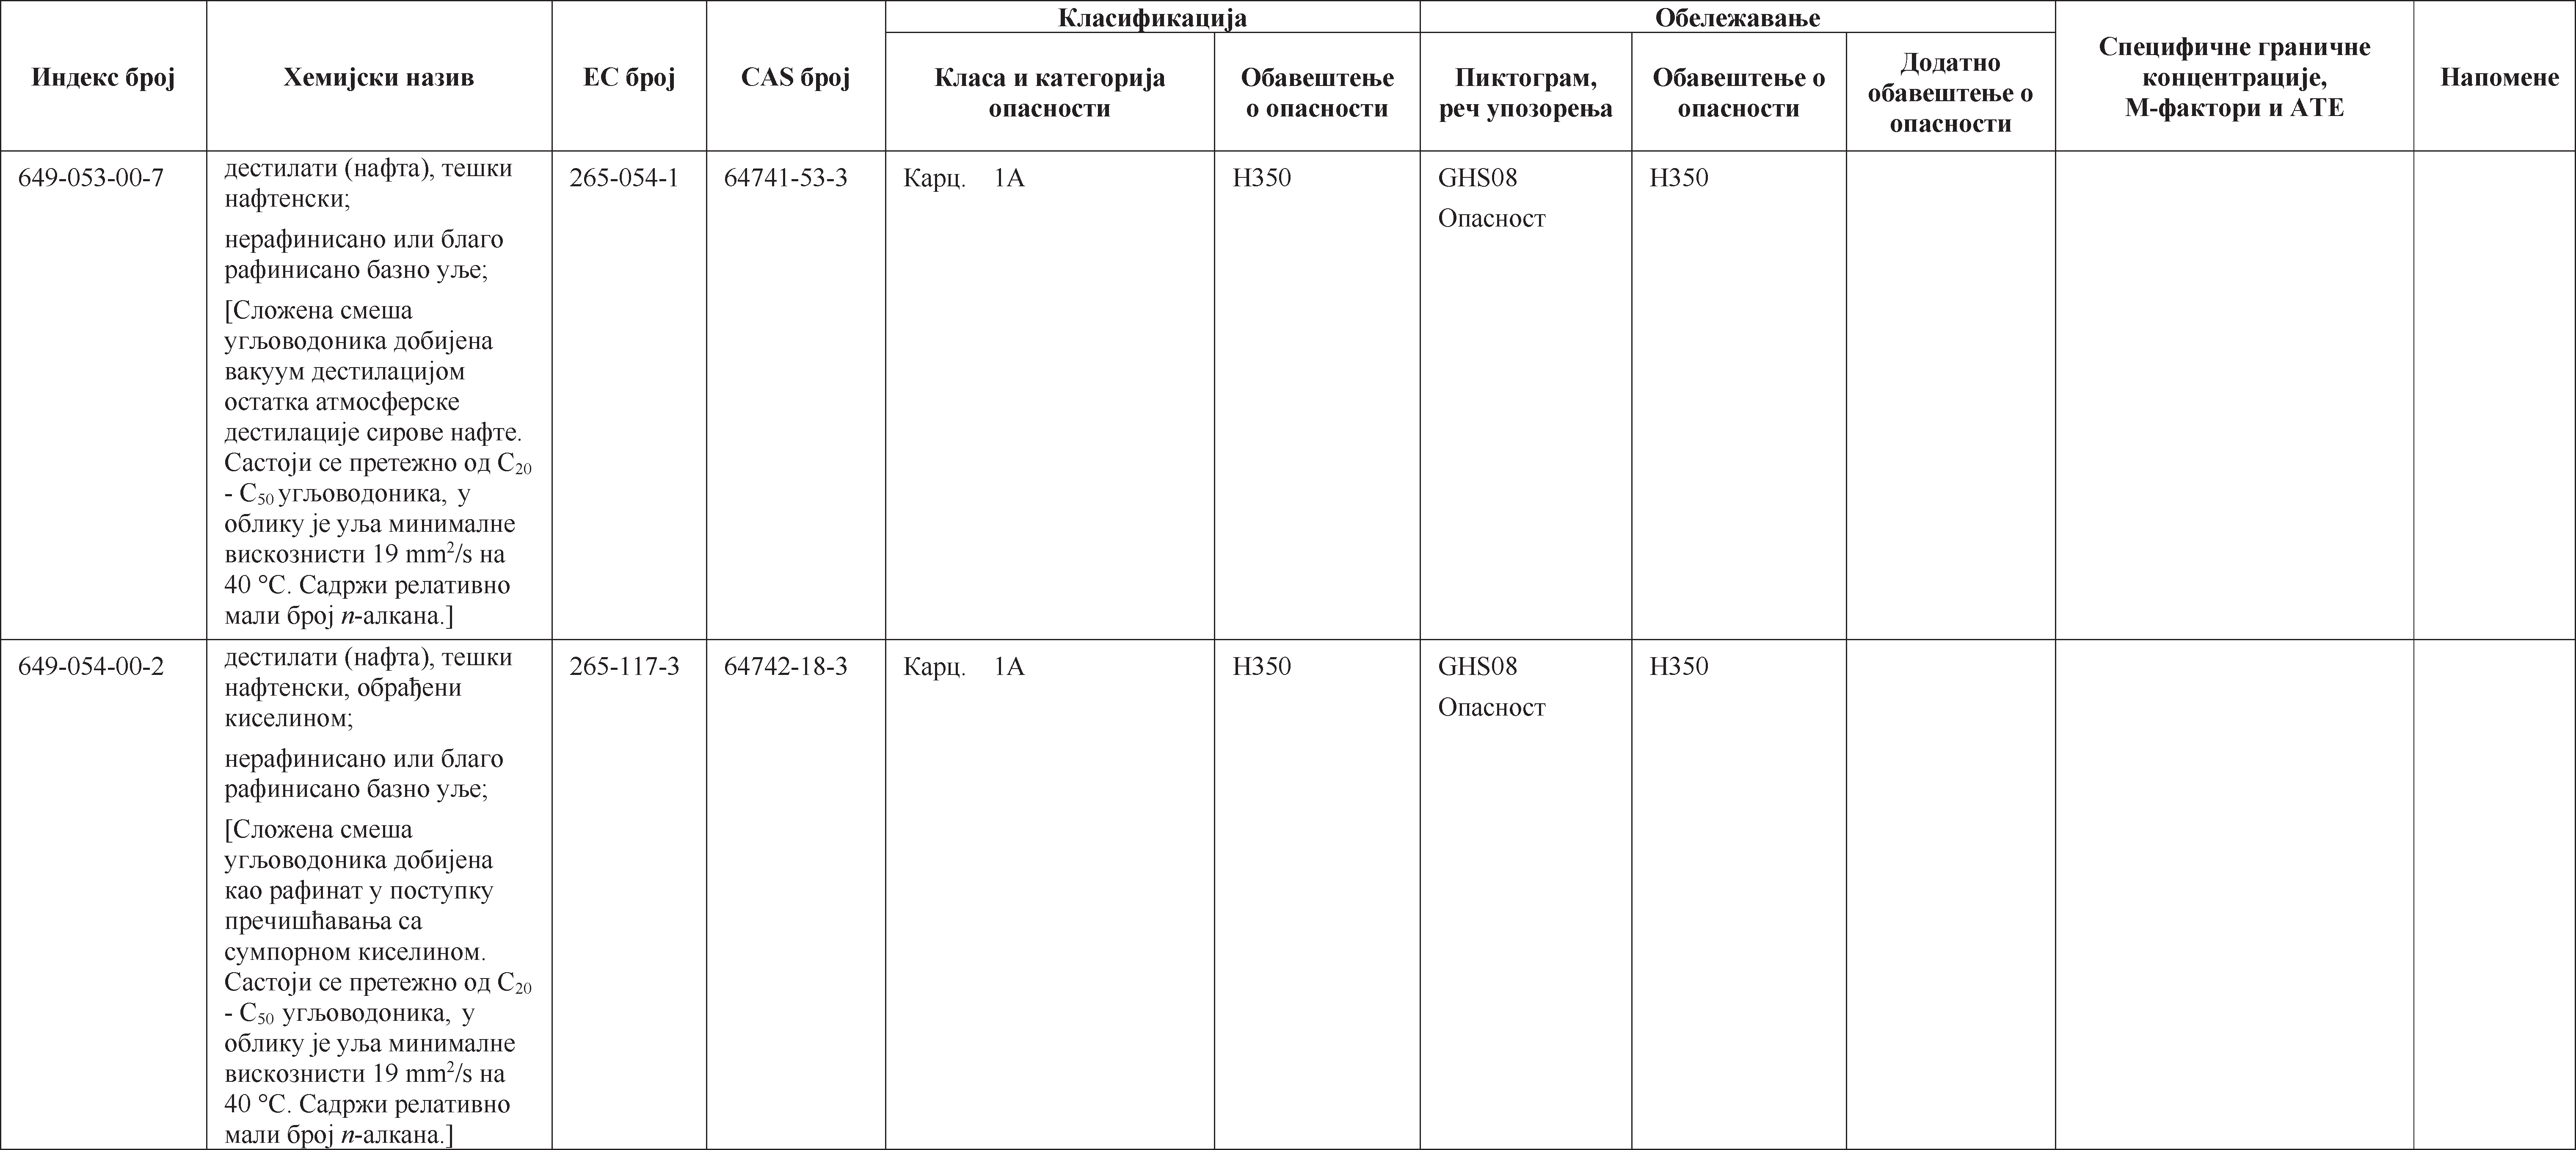 Класификација
Обележавање
Индекс број
Хемијски назив
ЕС број
CAS број
Класа и категорија
опасности
Обавештење
о опасности
Пиктограм,
реч упозорења
Обавештење о
опасности
Додатно
обавештење о
опасности
Специфичне граничне
концентрације,
М-фактори и АТЕ
Напомене
649-053-00-7
дестилати (нафта), тешки
нафтенски;
нерафинисано или благо
рафинисано базно уље;
[Сложена смеша
угљоводоника добијена
вакуум дестилацијом
остатка атмосферске
дестилације сирове нафте.
Састоји се претежно од C₂₀
- C₅₀ угљоводоника, у
облику је уља минималне
вискознисти 19 mm²/s на
40 °C. Садржи релативно
мали број n-алкана.]
265-054-1
64741-53-3
Карц. 1А
H350
GHS08
Опасност
H350
649-054-00-2
дестилати (нафта), тешки
нафтенски, обрађени
киселином;
нерафинисано или благо
рафинисано базно уље;
[Сложена смеша
угљоводоника добијена
као рафинат у поступку
пречишћавања са
сумпорном киселином.
Састоји се претежно од C₂₀
- C₅₀ угљоводоника, у
облику је уља минималне
вискознисти 19 mm²/s на
40 °C. Садржи релативно
мали број n-алкана.]
265-117-3
64742-18-3
Карц. 1А
H350
GHS08
Опасност
H350